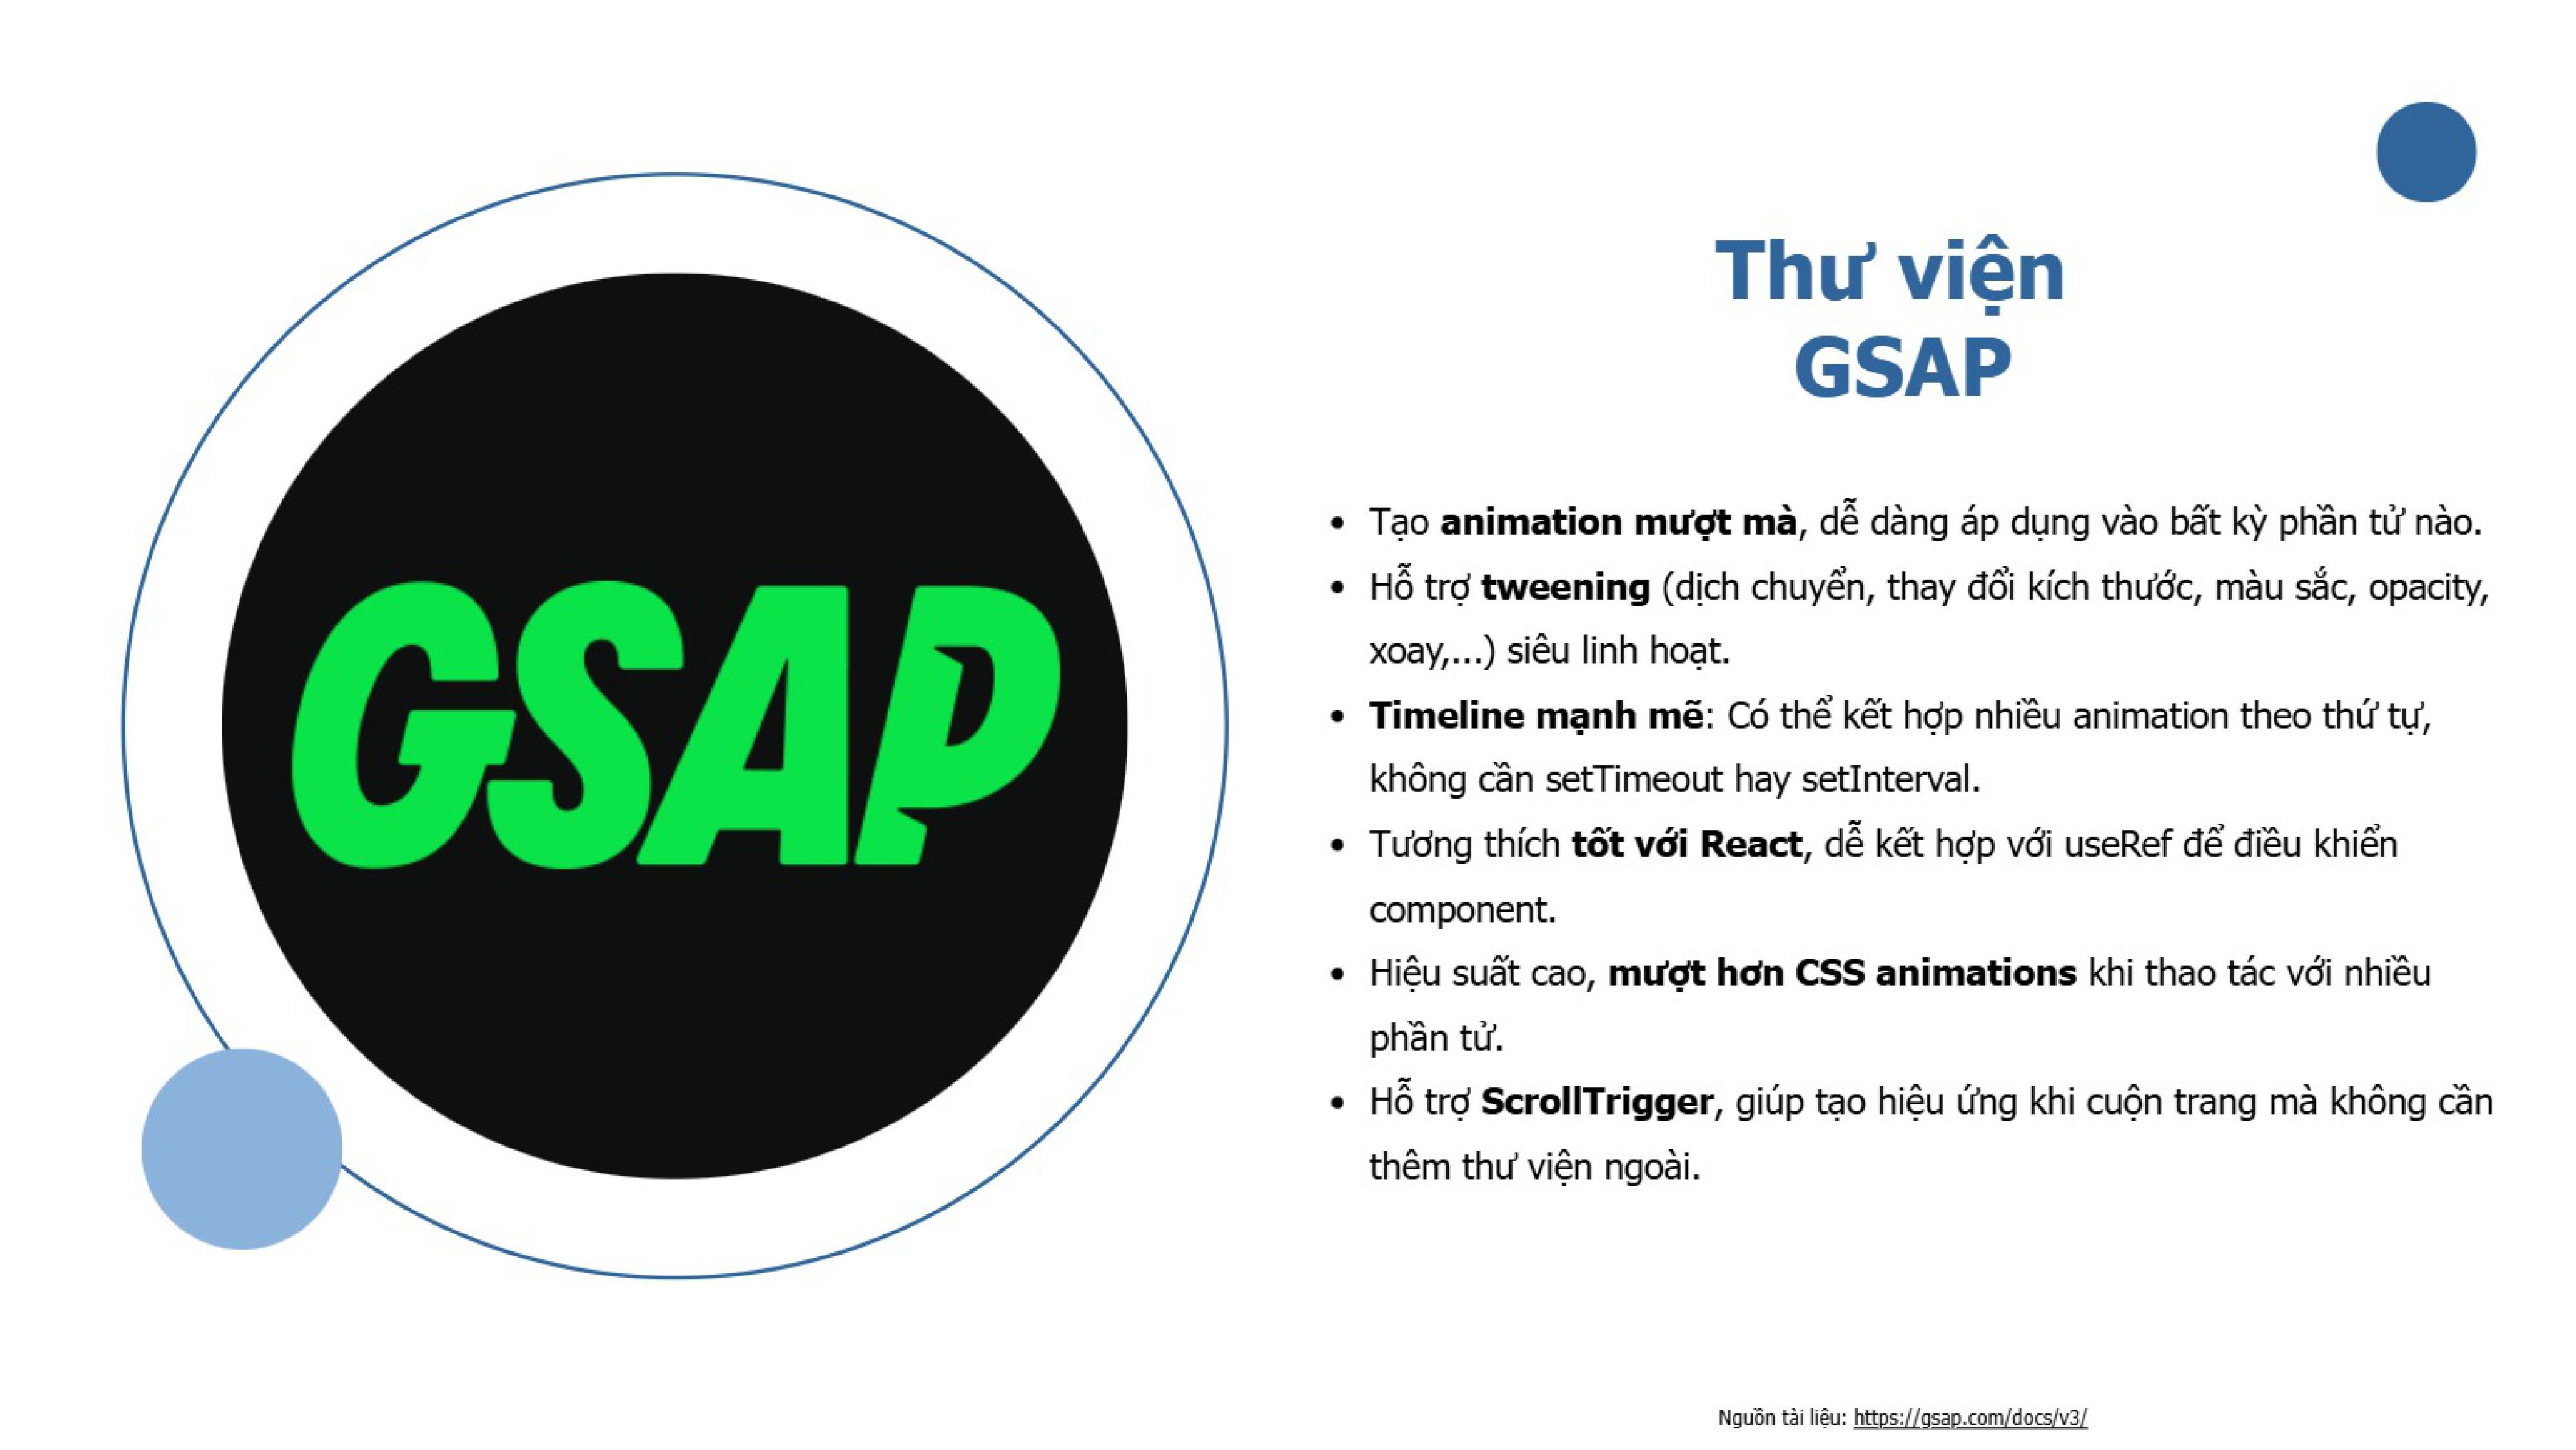 GSAP
Thư viện
GSAP
• Tạo animation mượt mà, dễ dàng áp dụng vào bất kỳ phần tử nào.
• Hỗ trợ tweening (dịch chuyển, thay đổi kích thước, màu sắc, opacity,
xoay,...) siêu linh hoạt.
• Timeline mạnh mẽ: Có thể kết hợp nhiều animation theo thứ tự,
không cần setTimeout hay setInterval.
• Tương thích tốt với React, dễ kết hợp với useRef để điều khiển
component.
• Hiệu suất cao, mượt hơn CSS animations khi thao tác với nhiều
phần tử.
• Hỗ trợ ScrollTrigger, giúp tạo hiệu ứng khi cuộn trang mà không cần
thêm thư viện ngoài.
Nguồn tài liệu: https://gsap.com/docs/v3/